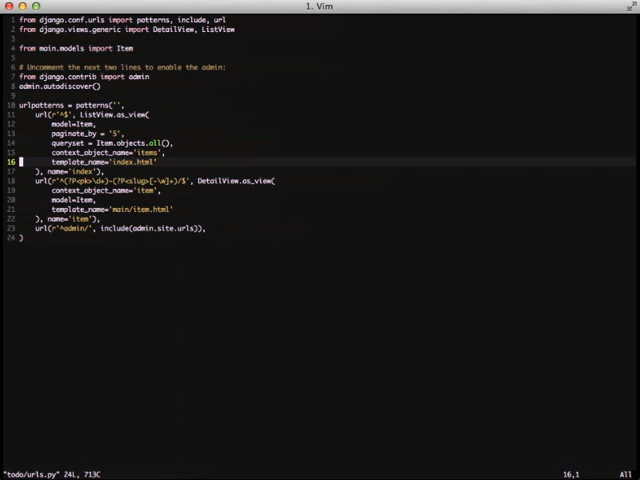 1. Vim
1 from django.conf.urls import patterns, include, url
2 from django.views.generic import DetailView, ListView
3
4 from main.models import Item
5
6 # Uncomment the next two lines to enable the admin:
7 from django.contrib import admin
8 admin.autodiscover()
9
10 urlpatterns = patterns('',
11     url(r'^$', ListView.as_view(
12         model=Item,
13         paginate_by = '5',
14         queryset = Item.objects.all(),
15         context_object_name='items',
16         template_name='index.html'
17     ), name='index'),
18     url(r'^(?P<pk>\d+)-(?P<slug>[-\w]+)/$', DetailView.as_view(
19         context_object_name='item',
20         model=Item,
21         template_name='main/item.html'
22     ), name='item'),
23     url(r'^admin/', include(admin.site.urls)),
24 )
"todo/urls.py" 24L, 713C 16,1 All